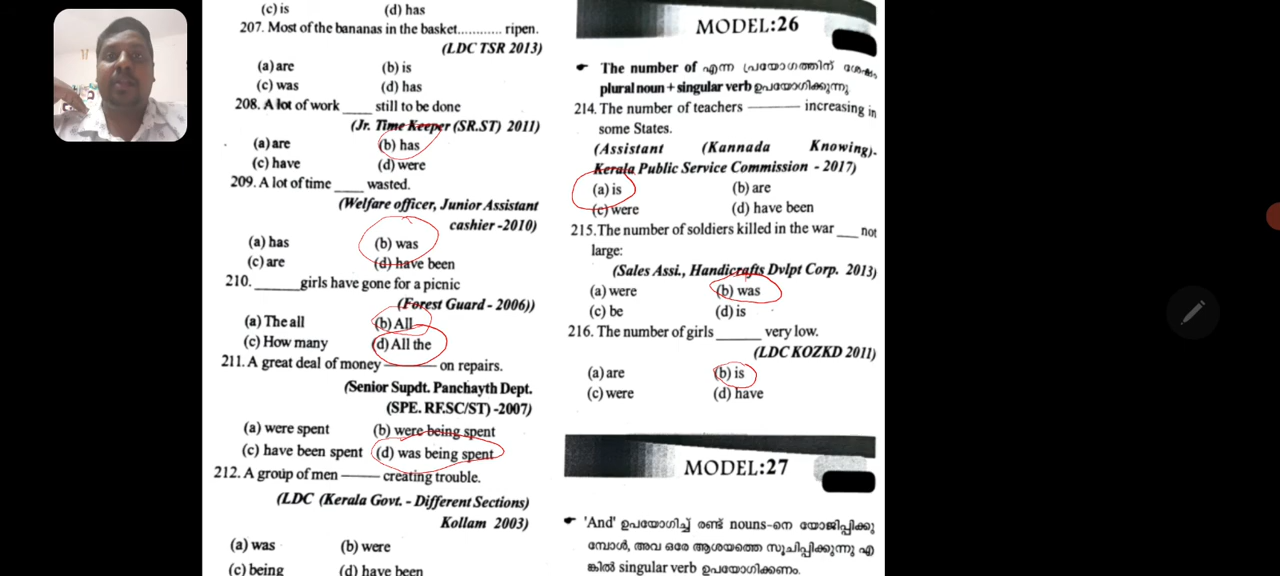 (c) is (d) has
207. Most of the bananas in the basket............ ripen.
(LDC TSR 2013)
(a) are (b) is
(c) was (d) has
208. A lot of work ____ still to be done
(Jr. Time Keeper (SR.ST) 2011)
(a) are (b) has
(c) have (d) were
209. A lot of time ____ wasted.
(Welfare officer, Junior Assistant
cashier -2010)
(a) has (b) was
(c) are (d) have been
210. ______girls have gone for a picnic
(Forest Guard - 2006))
(a) The all (b) All
(c) How many (d) All the
211. A great deal of money ——— on repairs.
(Senior Supdt. Panchayth Dept.
(SPE. RF.SC/ST) -2007)
(a) were spent (b) were being spent
(c) have been spent (d) was being spent
212. A group of men ——— creating trouble.
(LDC (Kerala Govt. - Different Sections)
Kollam 2003)
(a) was (b) were
(c) being (d) have been
MODEL:26
The number of എന്ന പ്രയോഗത്തിന് ശേഷം
plural noun + singular verb ഉപയോഗിക്കുന്നു
214. The number of teachers ——— increasing in
some States.
(Assistant (Kannada Knowing)-
Kerala Public Service Commission - 2017)
(a) is (b) are
(c) were (d) have been
215. The number of soldiers killed in the war ___ not
large:
(Sales Assi., Handicrafts Dvlpt Corp. 2013)
(a) were (b) was
(c) be (d) is
216. The number of girls ______ very low.
(LDC KOZKD 2011)
(a) are (b) is
(c) were (d) have
MODEL:27
'And' ഉപയോഗിച്ച് രണ്ട് nouns-നെ യോജിപ്പിക്കു
മ്പോൾ, അവ ഒരേ ആശയത്തെ സൂചിപ്പിക്കുന്നു എ
ങ്കിൽ singular verb ഉപയോഗിക്കണം.